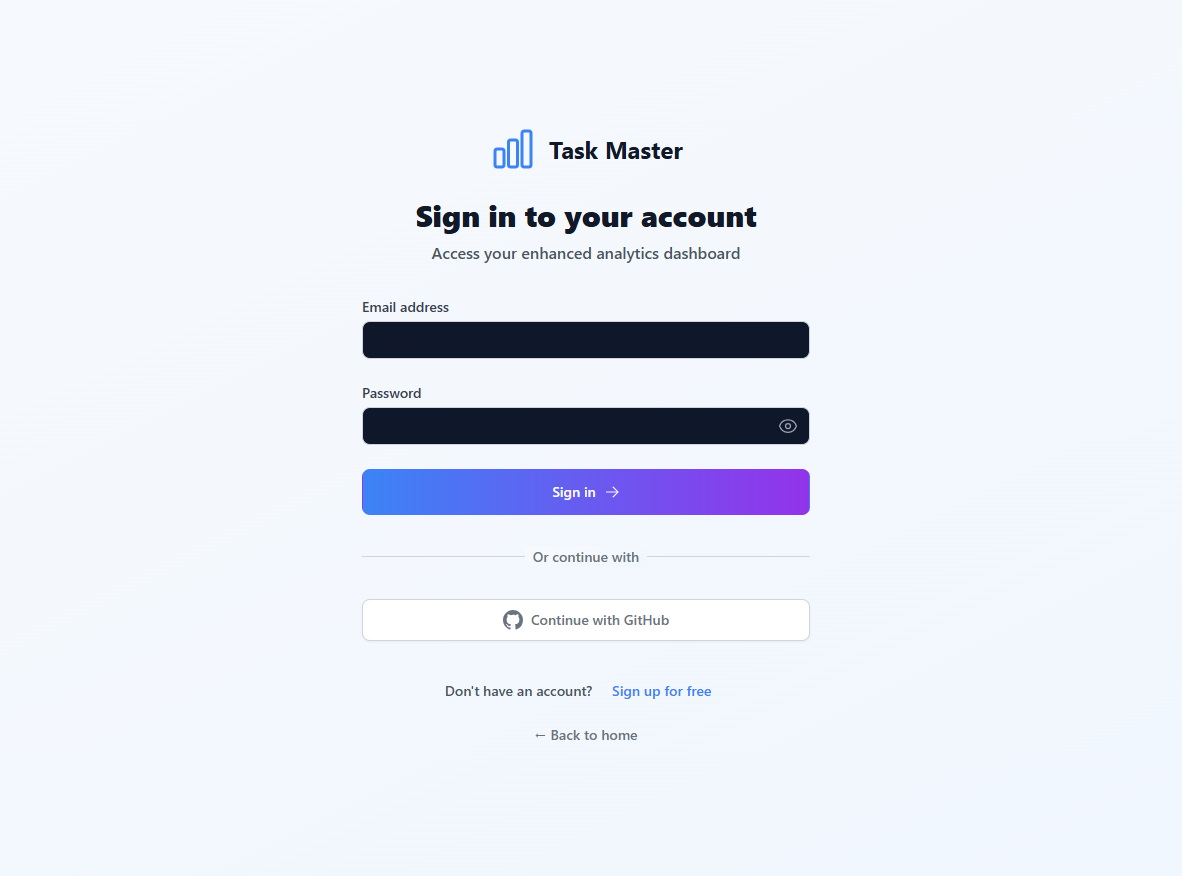 Task Master
Sign in to your account
Access your enhanced analytics dashboard
Email address
Password
Sign in →
Or continue with
Continue with GitHub
Don't have an account? Sign up for free
← Back to home